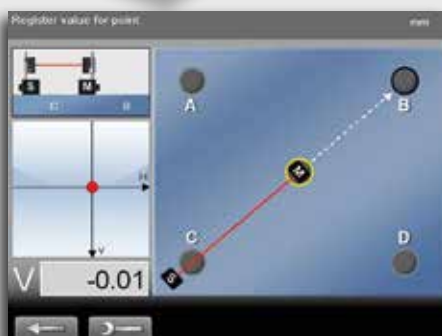 Register value for point mm
S M
C B
A B
H
M
V
C D
S
V -0.01